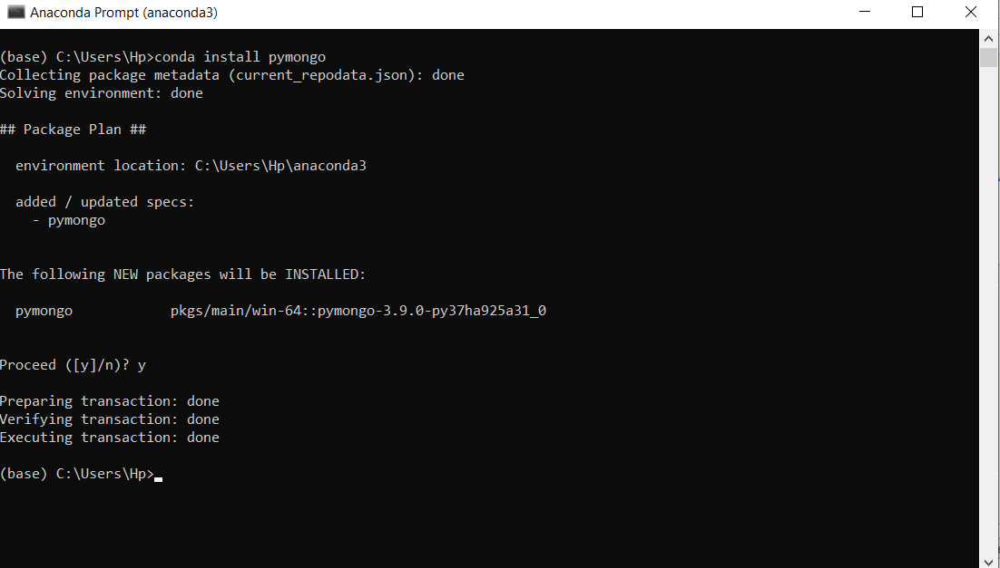 Anaconda Prompt (anaconda3)
(base) C:\Users\Hp>conda install pymongo
Collecting package metadata (current_repodata.json): done
Solving environment: done
## Package Plan ##
environment location: C:\Users\Hp\anaconda3
added / updated specs:
- pymongo
The following NEW packages will be INSTALLED:
pymongo pkgs/main/win-64::pymongo-3.9.0-py37ha925a31_0
Proceed ([y]/n)? y
Preparing transaction: done
Verifying transaction: done
Executing transaction: done
(base) C:\Users\Hp>